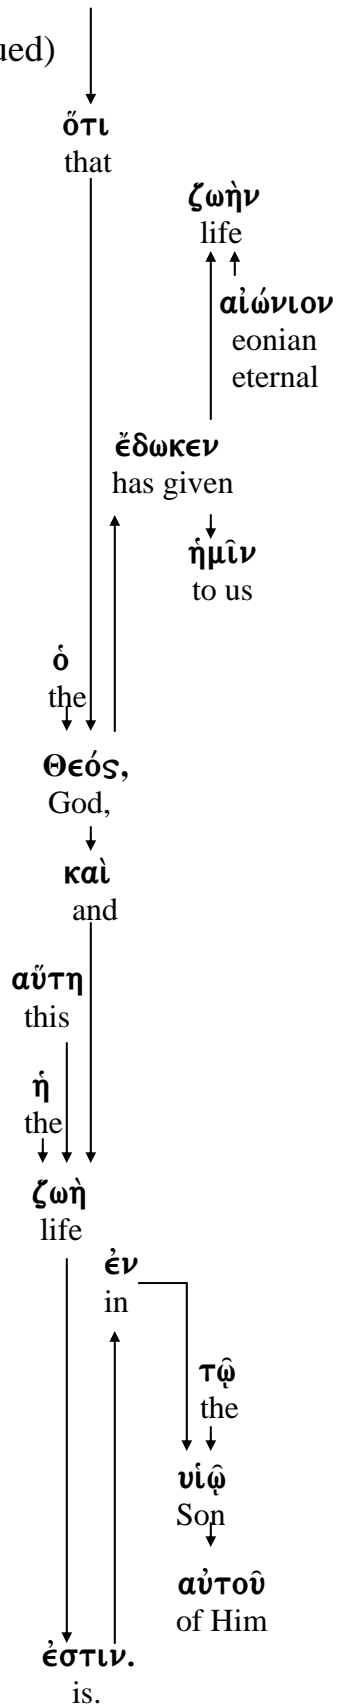 ued)
ὅτι
that
ζωὴν
life
αἰώνιον
eonian
eternal
ἔδωκεν
has given
ἡμῖν
to us
ὁ
the
Θεός,
God,
καὶ
and
αὕτη
this
ἡ
the
ζωὴ
life
ἐν
in
τῷ
the
υἱῷ
Son
αὐτοῦ
of Him
ἐστιν.
is.